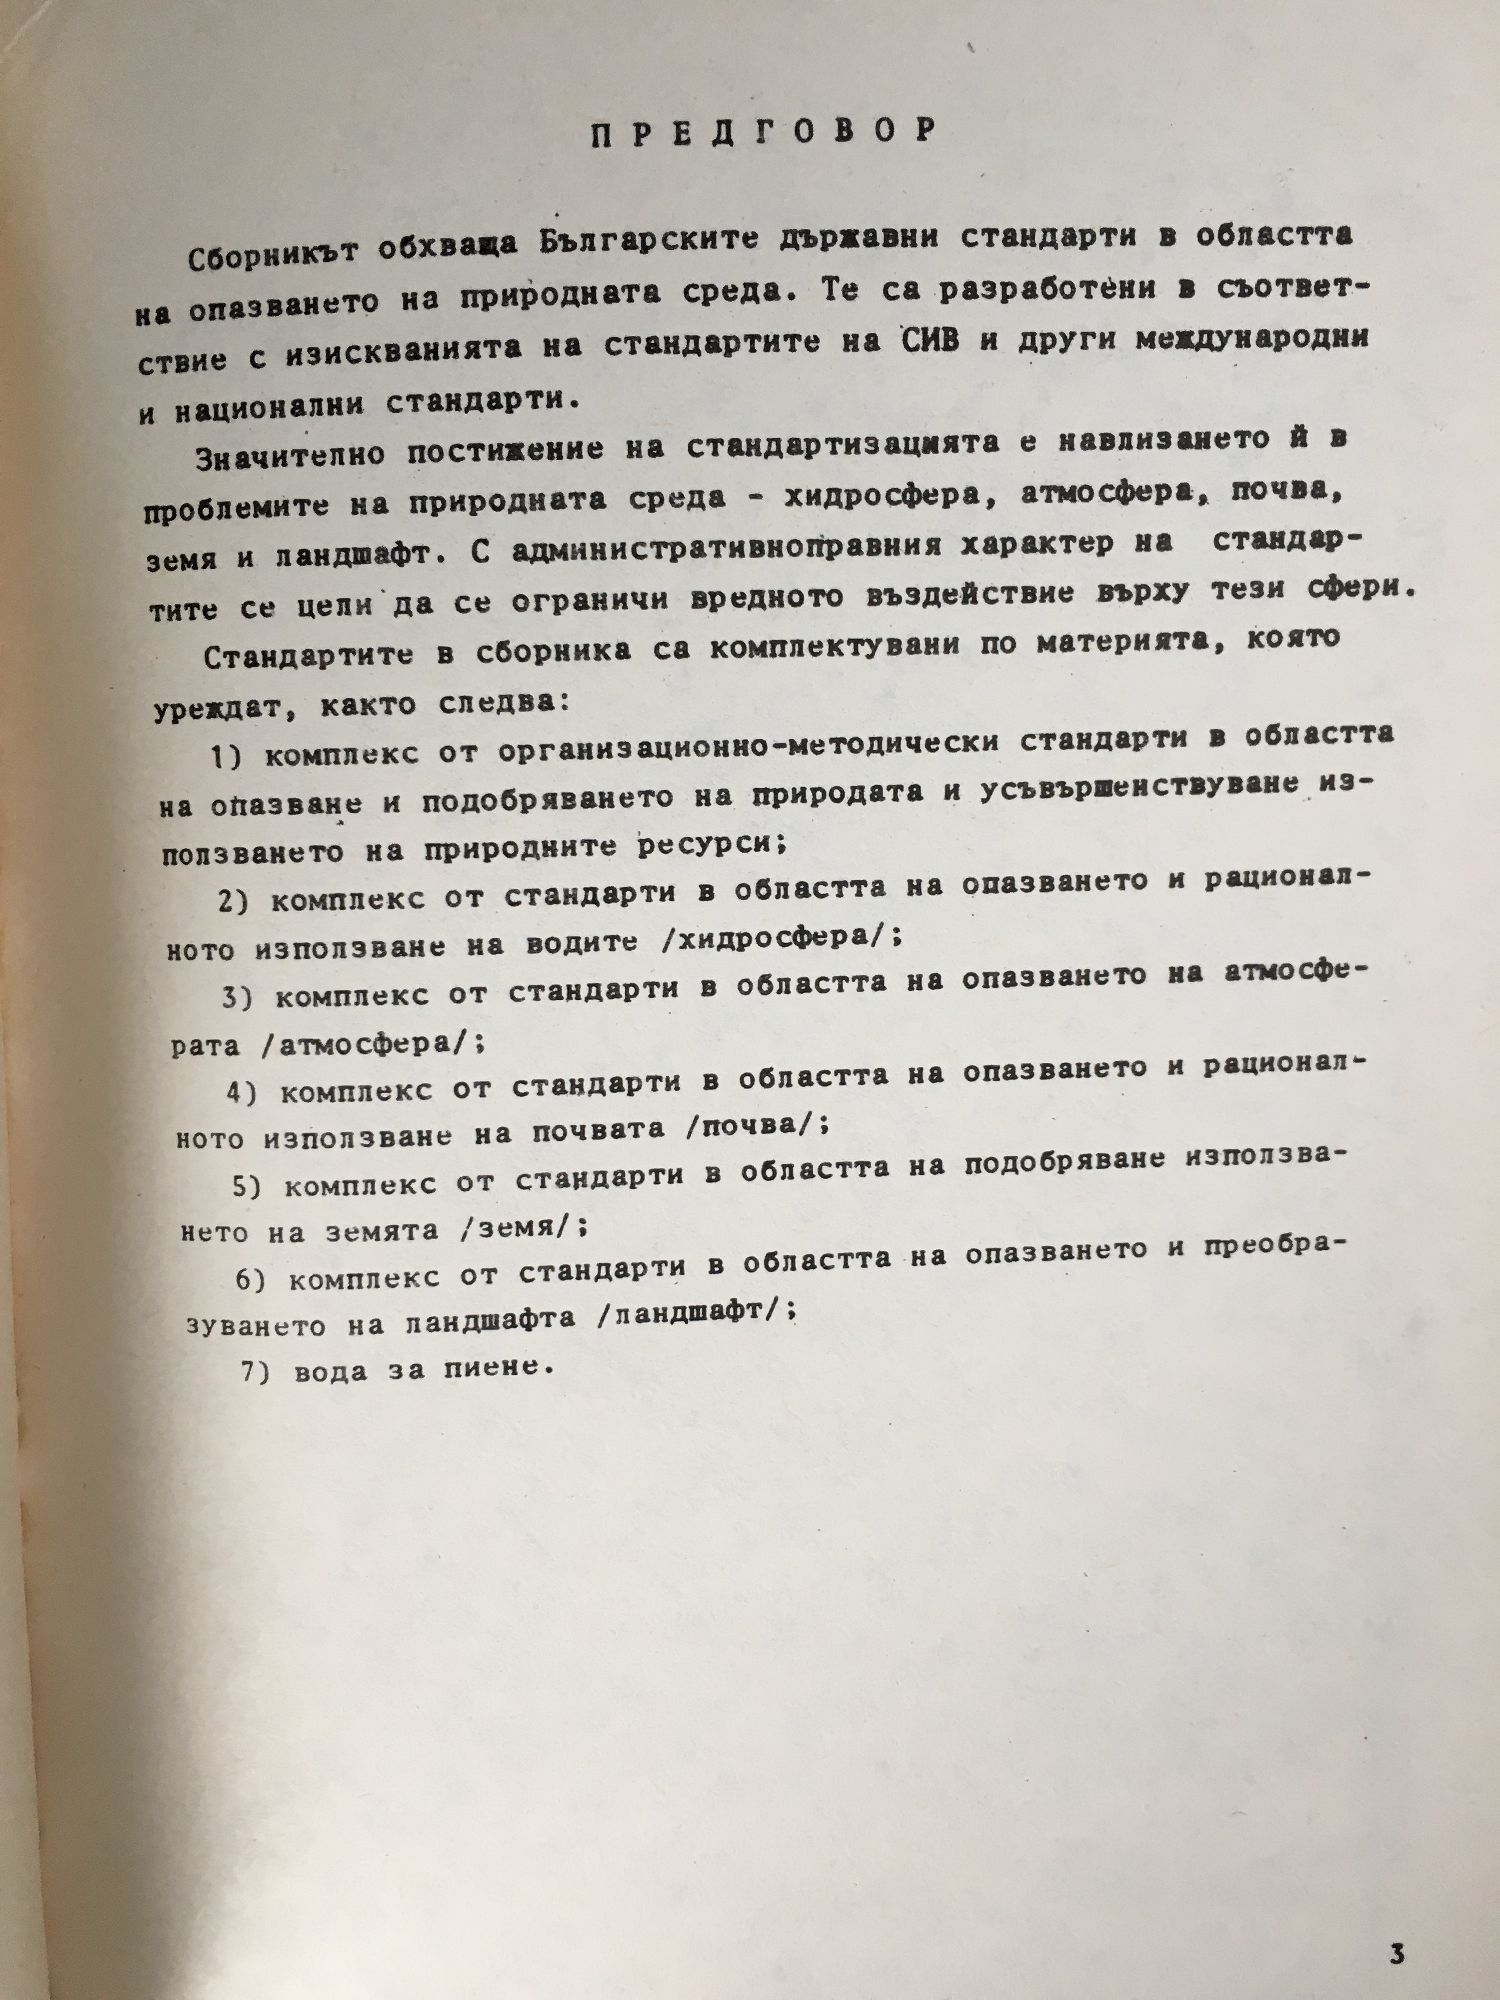 ПРЕДГОВОР
Сборникът обхваща Българските държавни стандарти в областта
на опазването на природната среда. Те са разработени в съответ-
ствие с изискванията на стандартите на СИВ и други международни
и национални стандарти.
Значително постижение на стандартизацията е навлизането й в
проблемите на природната среда - хидросфера, атмосфера, почва,
земя и ландшафт. С административноправния характер на стандар-
тите се цели да се ограничи вредното въздействие върху тези сфери.
Стандартите в сборника са комплектувани по материята, която
уреждат, както следва:
1) комплекс от организационно-методически стандарти в областта
на опазване и подобряването на природата и усъвършенствуване из-
ползването на природните ресурси;
2) комплекс от стандарти в областта на опазването и рационал-
ното използване на водите /хидросфера/;
3) комплекс от стандарти в областта на опазването на атмосфе-
рата /атмосфера/;
4) комплекс от стандарти в областта на опазването и рационал-
ното използване на почвата /почва/;
5) комплекс от стандарти в областта на подобряване използва-
нето на земята /земя/;
6) комплекс от стандарти в областта на опазването и преобра-
зуването на ландшафта /ландшафт/;
7) вода за пиене.
3